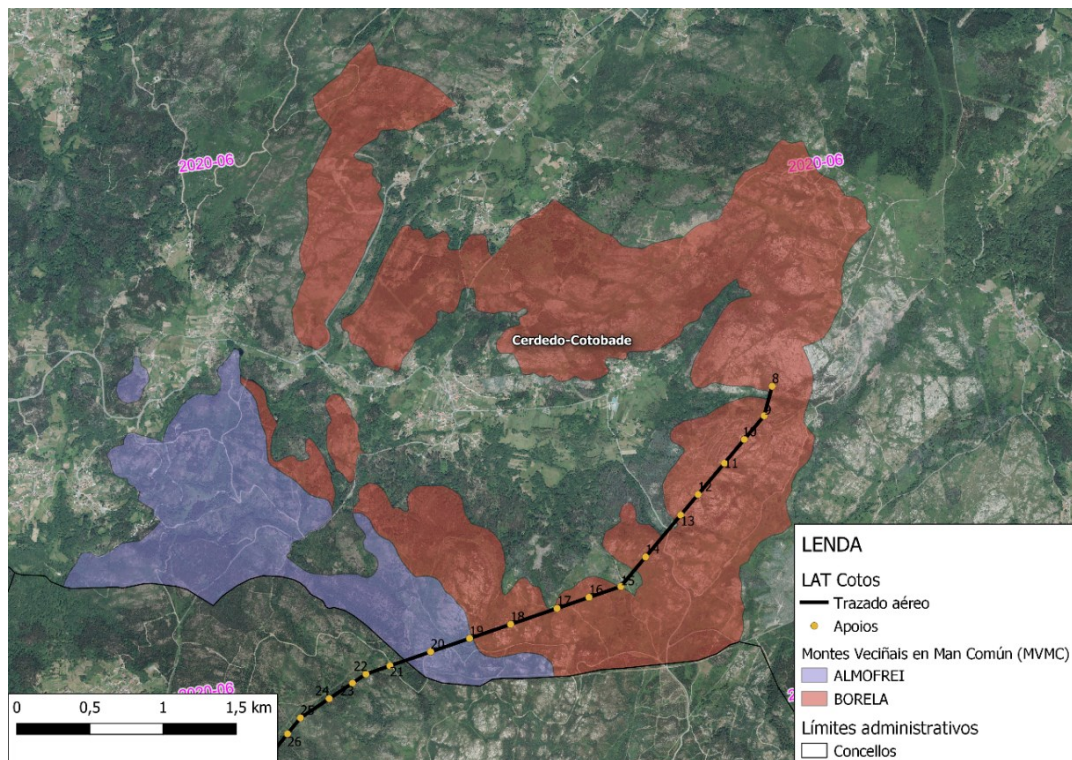 2020-06
2020-06
Cerdedo-Cotobade
8
9
10
11
12
13
14
15
16
17
18
19
20
21
22
23
24
25
26
2020-06
LENDA
LAT Cotos
Trazado aéreo
Apoios
Montes Veciñais en Man Común (MVMC)
ALMOFREI
BORELA
Límites administrativos
Concellos
0 0,5 1 1,5 km